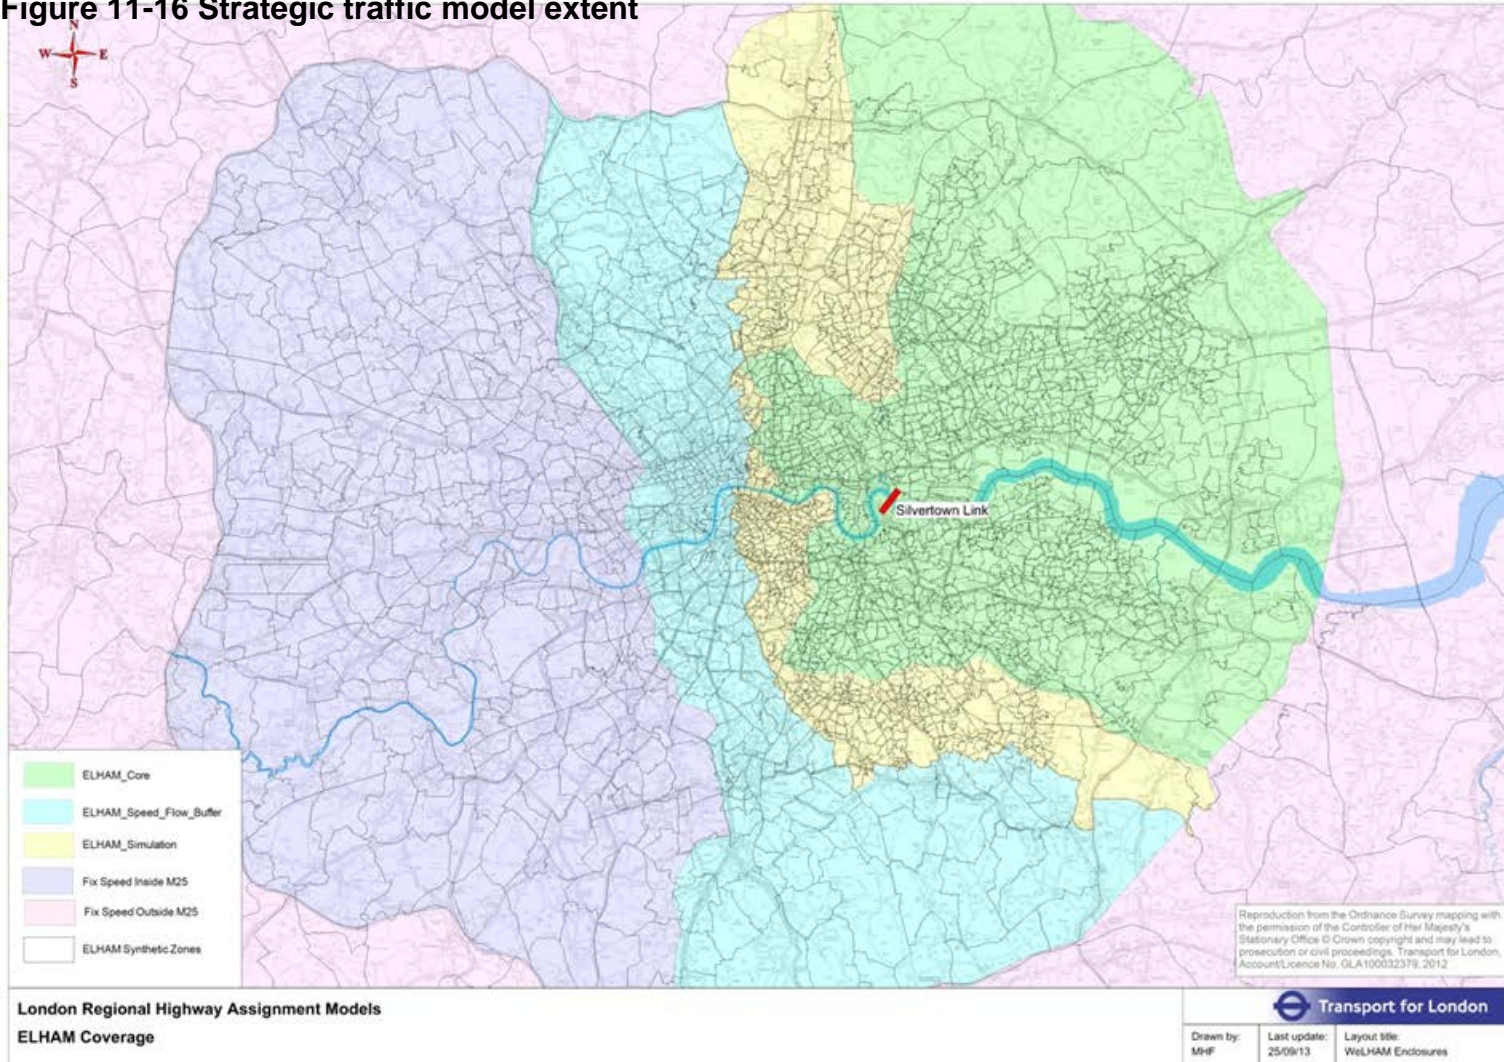 Figure 11-16 Strategic traffic model extent
N
W E
S
Silvertown Link
ELHAM_Core
ELHAM_Speed_Flow_Buffer
ELHAM_Simulation
Fix Speed Inside M25
Fix Speed Outside M25
ELHAM Synthetic Zones
Reproduction from the Ordnance Survey mapping with
the permission of the Controller of Her Majesty's
Stationary Office © Crown copyright and may lead to
prosecution or civil proceedings. Transport for London,
Account/Licence No. GLA100032379, 2012
London Regional Highway Assignment Models
ELHAM Coverage
Transport for London
Drawn by: Last update: Layout title:
MHF 25/09/13 WeLHAM Enclosures